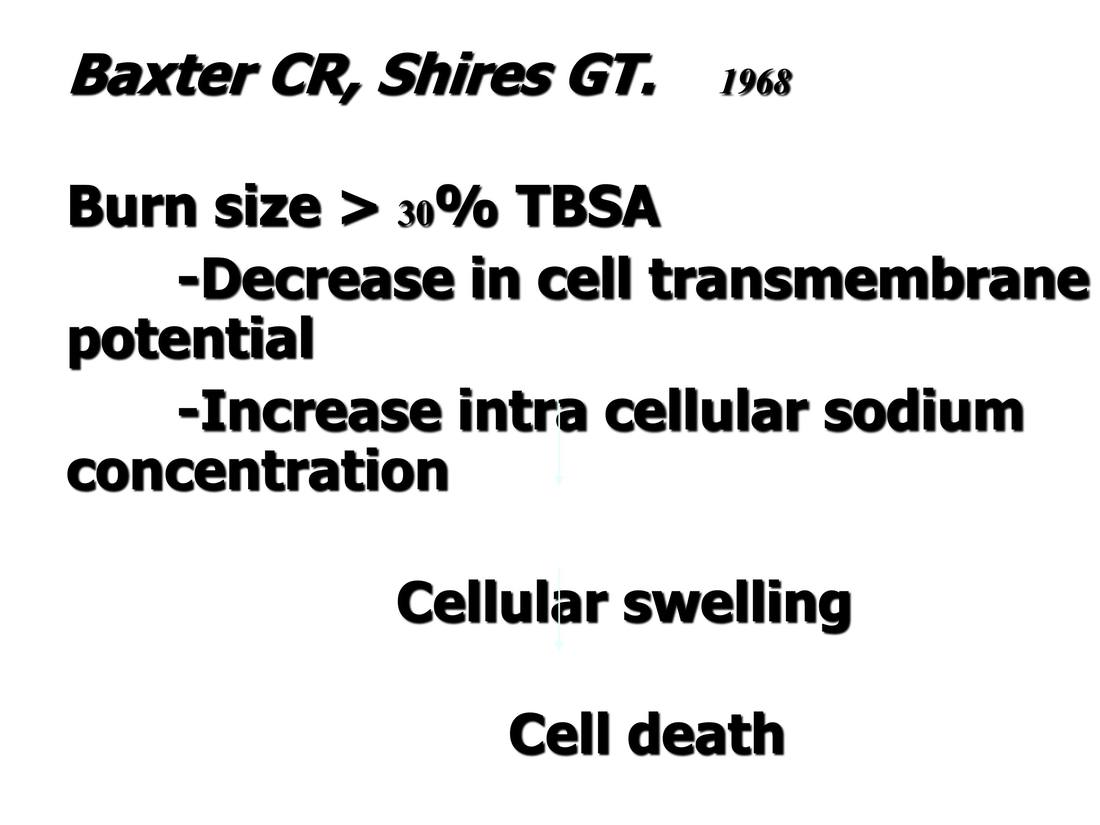 Baxter CR, Shires GT. 1968
Burn size > 30% TBSA
-Decrease in cell transmembrane
potential
-Increase intra cellular sodium
concentration
Cellular swelling
Cell death